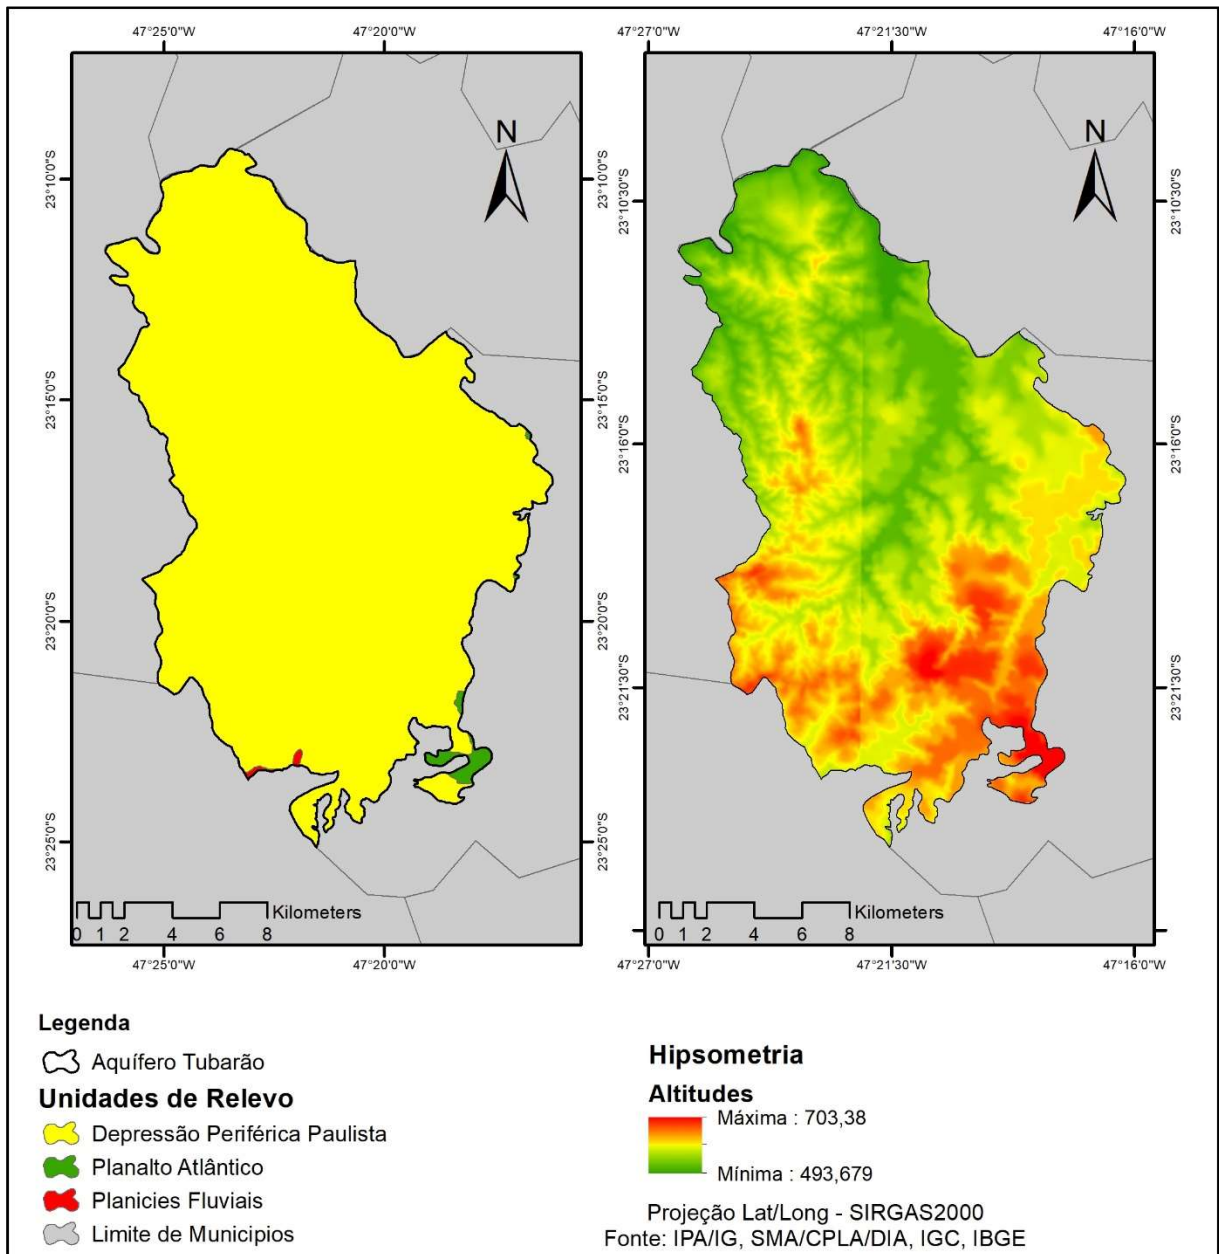 47°25'0"W 47°20'0"W
47°27'0"W 47°21'30"W 47°16'0"W
N
23°10'0"S
23°15'0"S
23°20'0"S
23°25'0"S
23°10'0"S
23°15'0"S
23°20'0"S
23°25'0"S
Kilometers
0 1 2 4 6 8
47°25'0"W 47°20'0"W
N
23°10'30"S
23°16'0"S
23°21'30"S
23°10'30"S
23°16'0"S
23°21'30"S
Kilometers
0 1 2 4 6 8
47°27'0"W 47°21'30"W 47°16'0"W
Legenda
Aquífero Tubarão
Unidades de Relevo
Depressão Periférica Paulista
Planalto Atlântico
Planicies Fluviais
Limite de Municipios
Hipsometria
Altitudes
Máxima : 703,38
Mínima : 493,679
Projeção Lat/Long - SIRGAS2000
Fonte: IPA/IG, SMA/CPLA/DIA, IGC, IBGE